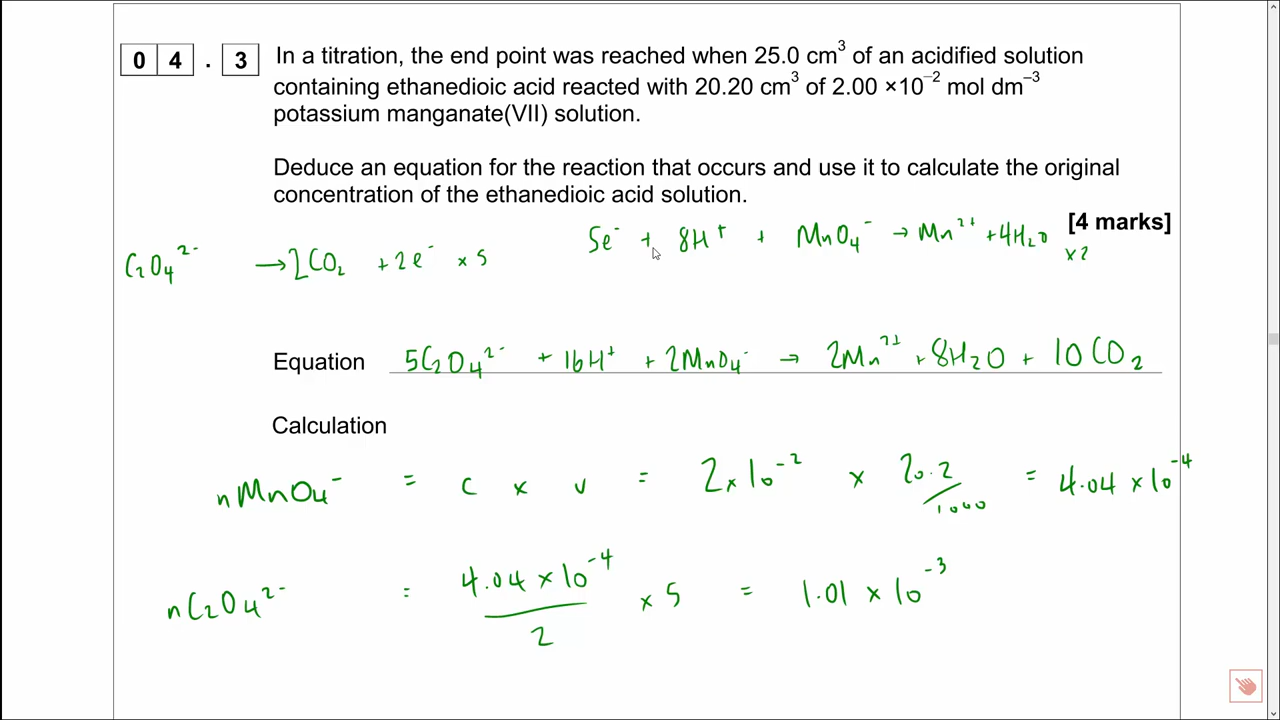 0 4 . 3 In a titration, the end point was reached when 25.0 cm³ of an acidified solution
containing ethanedioic acid reacted with 20.20 cm³ of 2.00 ×10⁻² mol dm⁻³
potassium manganate(VII) solution.
Deduce an equation for the reaction that occurs and use it to calculate the original
concentration of the ethanedioic acid solution.
[4 marks]
C₂O₄²⁻ → 2CO₂ + 2e⁻ × 5
5e⁻ + 8H⁺ + MnO₄⁻ → Mn²⁺ + 4H₂O
× 2
Equation 5C₂O₄²⁻ + 16H⁺ + 2MnO₄⁻ → 2Mn²⁺ + 8H₂O + 10CO₂
Calculation
nMnO₄⁻ = c × v = 2×10⁻² × 20.2/1000 = 4.04 × 10⁻⁴
nC₂O₄²⁻ = 4.04 × 10⁻⁴/2 × 5 = 1.01 × 10⁻³